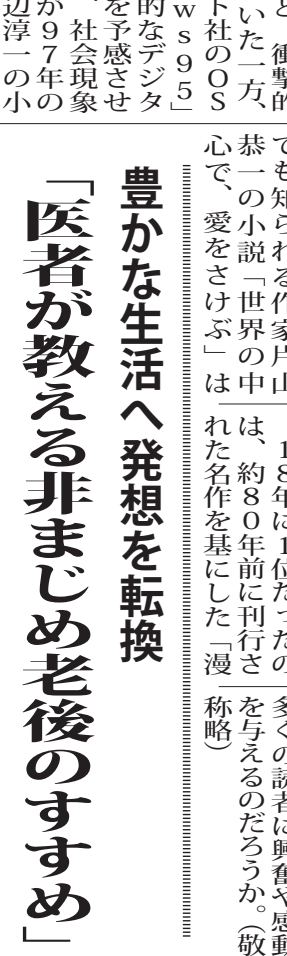 と、衝撃的
いた一方、
ト社のOS
ws95」
的なデジタ
を予感させ
、社会現象
が97年の
辺淳一の小
でも知られる作家片山
恭一の小説「世界の中
心で、愛をさけぶ」は
18年に1位だったの
は、約80年前に刊行さ
れた名作を基にした「漫
多くの読者に興奮や感動
を与えるのだろうか。(敬
称略)
豊かな生活へ発想を転換
「医者が教える非まじめ老後のすすめ」